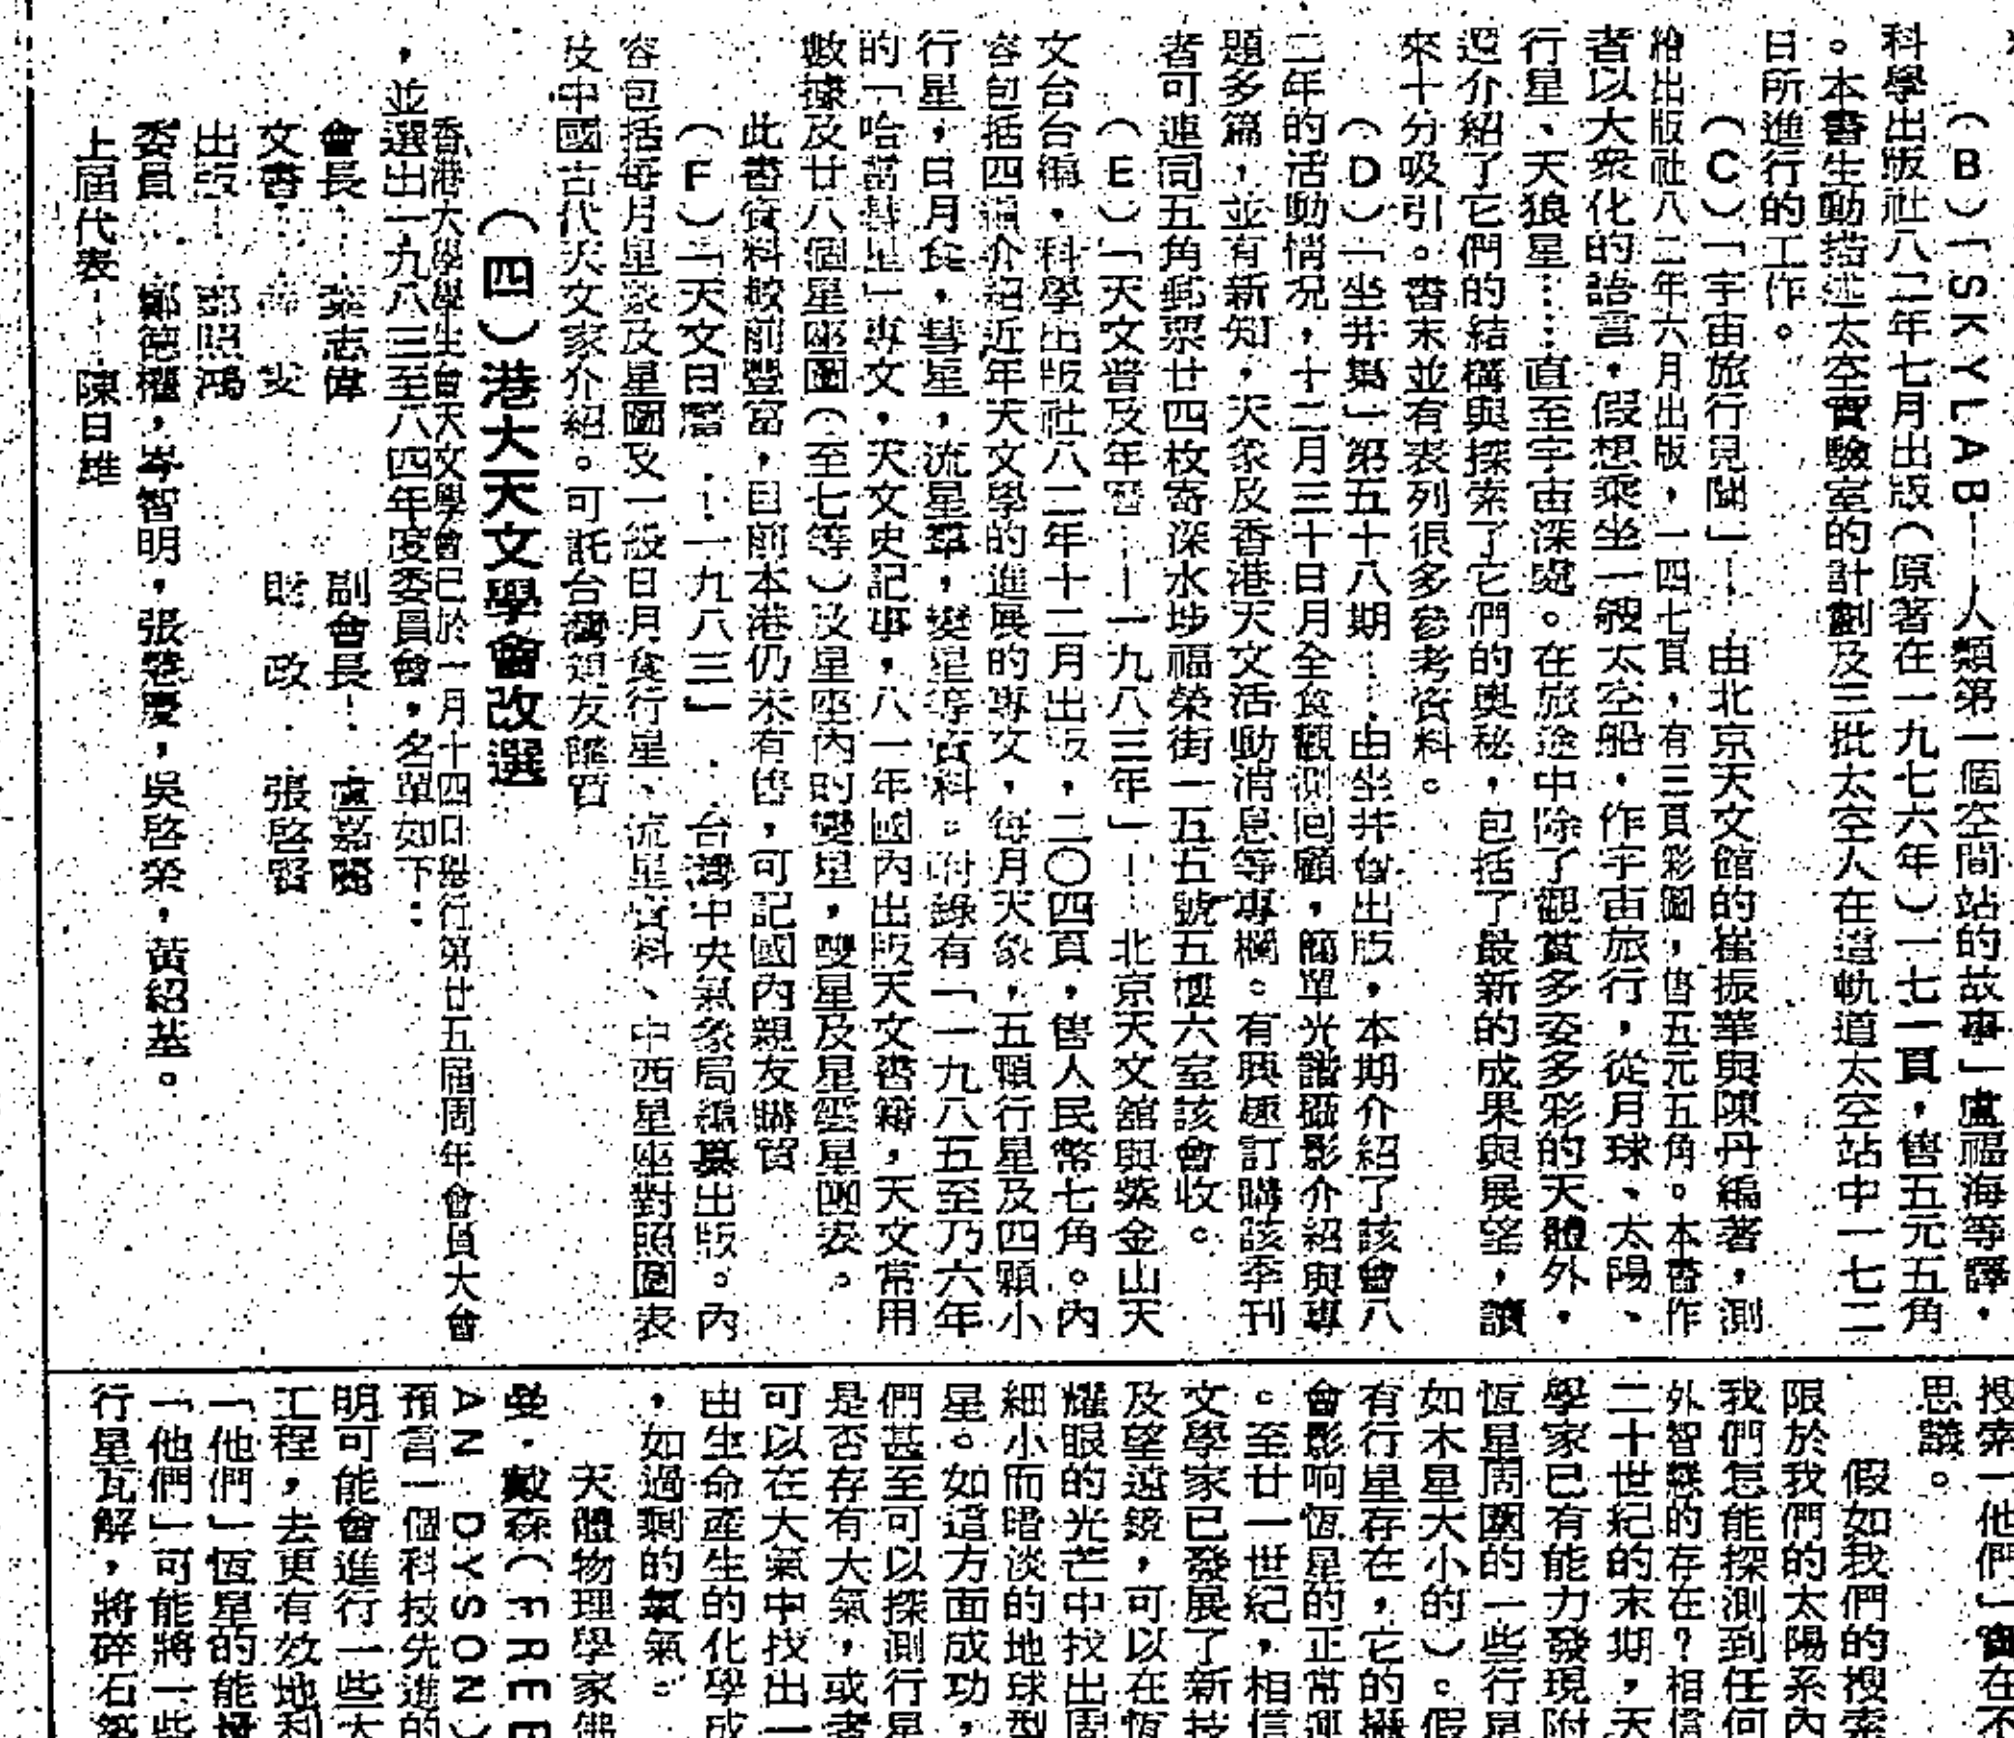 （B）「SKYLAB——人類第一個空間站的故事」盧福海等譯，
科學出版社八二年七月出版（原著在一九七六年）一七一頁，售五元五角
。本書生動描述太空實驗室的計劃及三批太空人在這軌道太空站中一七二
日所進行的工作。
（C）「宇宙旅行見聞」——由北京天文館的崔振華與陳丹編著，測
繪出版社八二年六月出版，一四七頁，有三頁彩圖，售五元五角。本書作
者以大衆化的語言，假想乘坐一艘太空船，作宇宙旅行，從月球、太陽、
行星、天狼星……直至宇宙深處。在旅途中除了觀賞多姿多彩的天體外，
還介紹了它們的結構與探索了它們的奧秘，包括了最新的成果與展望，讀
來十分吸引。書末並有表列很多參考資料。
（D）「坐井集」第五十八期——由坐井會出版，本期介紹了該會八
二年的活動情況，十二月三十日月全食觀測回顧，簡單光譜攝影介紹與專
題多篇，並有新知，天象及香港天文活動消息等專欄。有興趣訂購該季刊
者可連同五角郵票廿四枚寄深水埗福榮街一五五號五樓六室該會收。
（E）「天文普及年曆——一九八三年」——北京天文館與紫金山天
文台編，科學出版社八二年十二月出版，二〇四頁，售人民幣七角。內
容包括四篇介紹近年天文學的進展的專文，每月天象，五顆行星及四顆小
行星，日月食，彗星，流星羣，變星等資料。附錄有「一九八五至乃六年
的「哈雷彗星」專文，天文史記事，八一年國內出版天文書籍，天文常用
數據及廿八個星座圖（至七等）及星座內的變星，雙星及星雲星團表。
此書資料較前豐富，目前本港仍未有售，可記國內親友購買
（F）「天文日曆——一九八三」——台灣中央氣象局編纂出版。內
容包括每月星象及星圖及一般日月食行星、流星資料、中西星座對照圖表
及中國古代天文家介紹。可託台灣親友購買
（四）港大天文學會改選
香港大學學生會天文學會已於一月十四日舉行第廿五屆周年會員大會
，並選出一九八三至八四年度委員會，名單如下：
會長——葉志偉 副會長——盧嘉麗
文書 財政 張啓賢
出版 鄧照鴻
委員 鄭德權，岑智明，張 慶，吳啓榮，黃紹基。
上屆代表——陳日雄
搜索「他們」實在不
思議。
假如我們的搜索
限於我們的太陽系內
我們怎能探測到任何
外智慧的存在？相信
二十世紀的末期，天
學家已有能力發現附
恆星周圍的一些行星
如木星大小的）。假
有行星存在，它的攝
會影响恆星的正常運
。至廿一世紀，相信
文學家已發展了新技
及望遠鏡，可以在恆
耀眼的光芒中找出固
細小而暗淡的地球型
星。如這方面成功，
們甚至可以探測行星
是否存有大氣，或者
可以在大氣中找出一
由生命產生的化學成
，如過剩的氧氣。
天體物理學家佛
曼·戴森（FREE
AN DYSON）
預言一個科技先進的
明可能會進行一些大
工程，去更有效地利
「他們」恆星的能量
「他們」可能將一些
行星瓦解，將碎石築